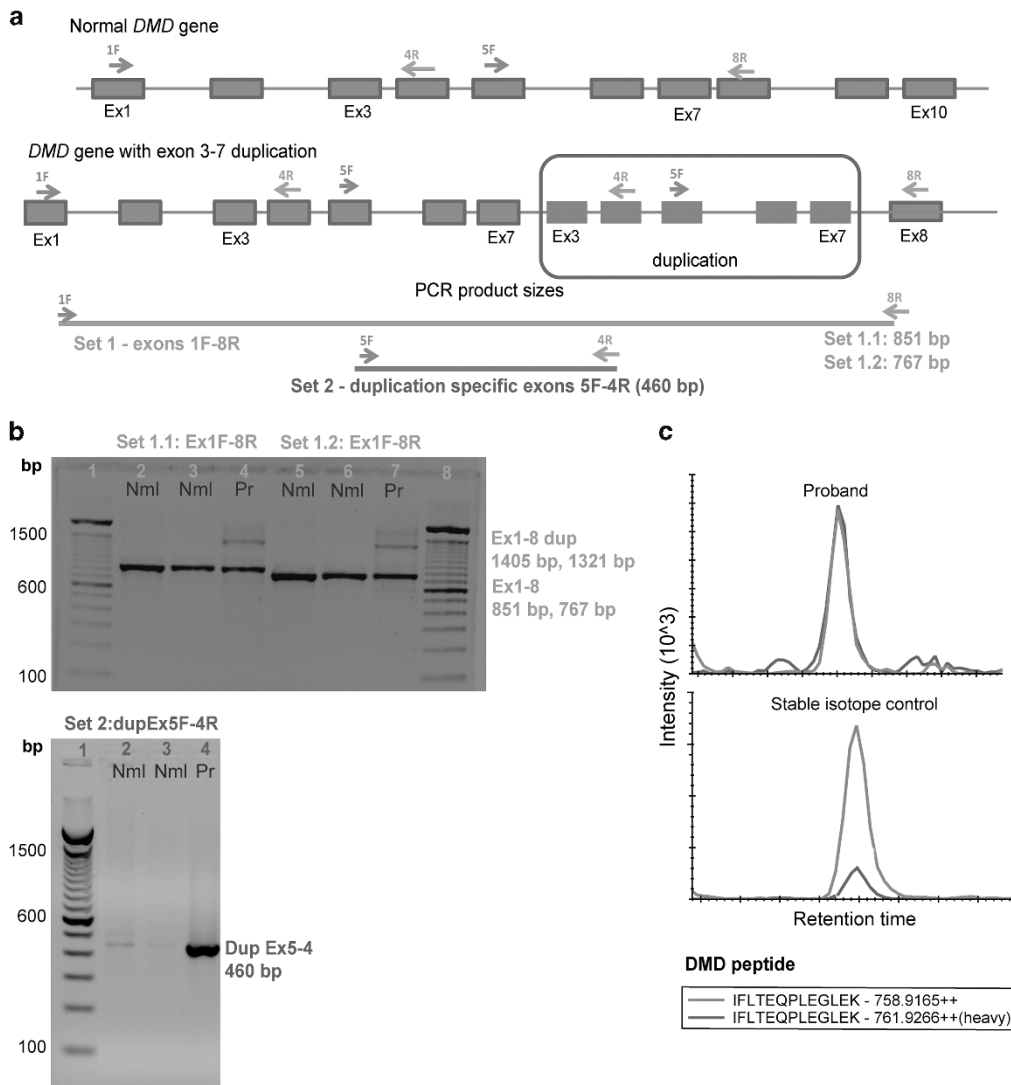 a
Normal DMD gene
1F
4R
5F
8R
Ex1
Ex3
Ex7
Ex10
DMD gene with exon 3-7 duplication
1F
4R
5F
4R
5F
8R
Ex1
Ex3
Ex7
Ex3
Ex7
Ex8
duplication
PCR product sizes
1F
8R
Set 1 - exons 1F-8R
Set 1.1: 851 bp
Set 1.2: 767 bp
5F
4R
Set 2 - duplication specific exons 5F-4R (460 bp)
b
Set 1.1: Ex1F-8R
Set 1.2: Ex1F-8R
bp
1 2 3 4 5 6 7 8
Nml Nml Pr Nml Nml Pr
1500
600
100
Ex1-8 dup
1405 bp, 1321 bp
Ex1-8
851 bp, 767 bp
Set 2:dupEx5F-4R
bp
1 2 3 4
Nml Nml Pr
1500
600
100
Dup Ex5-4
460 bp
c
Proband
Intensity (10^3)
Stable isotope control
Retention time
DMD peptide
IFLTEQPLEGLEK - 758.9165++
IFLTEQPLEGLEK - 761.9266++(heavy)